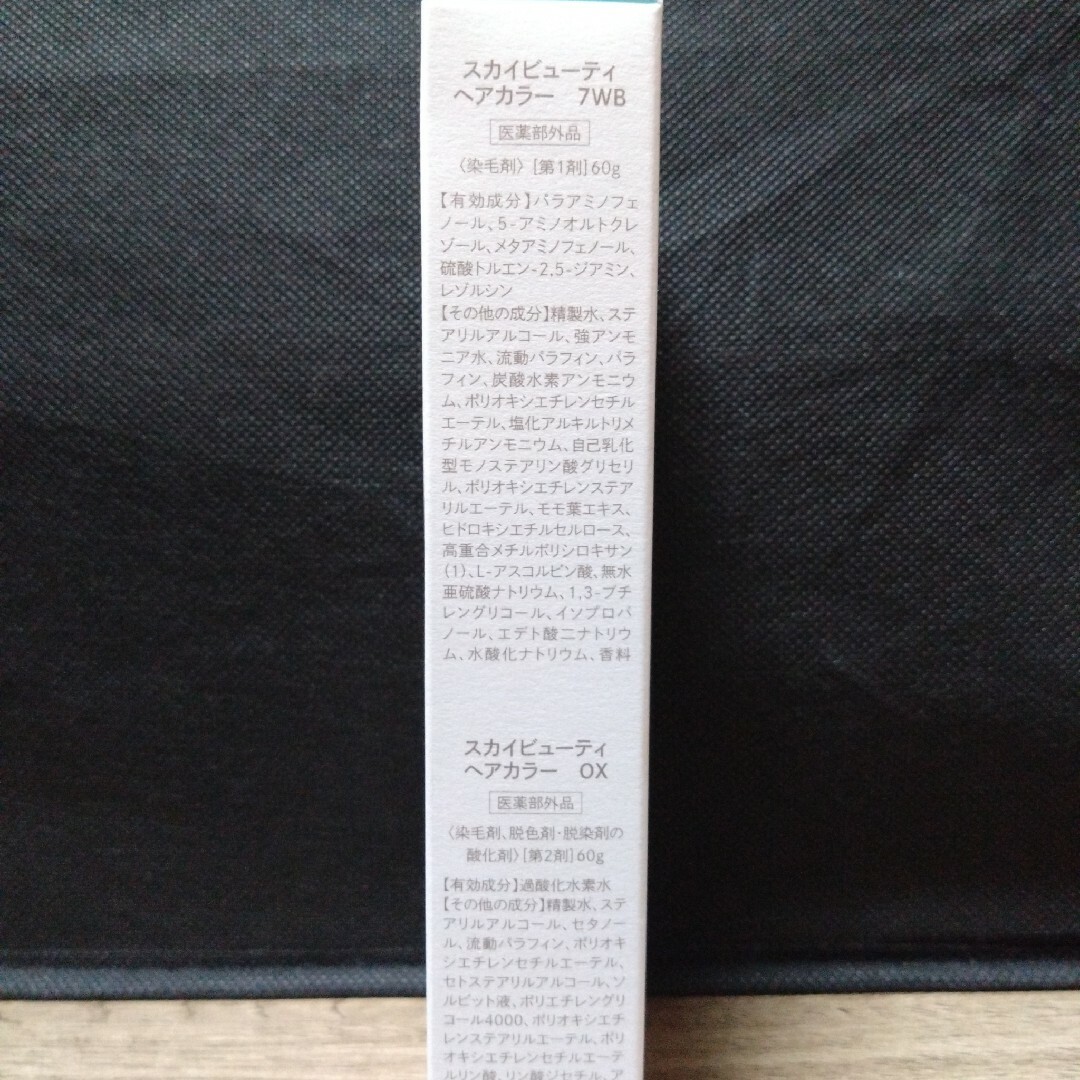 スカイビューティ
ヘアカラー 7WB
医薬部外品
〈染毛剤〉[第1剤]60g
【有効成分】パラアミノフェ
ノール、5-アミノオルトクレ
ゾール、メタアミノフェノール、
硫酸トルエン-2,5-ジアミン、
レゾルシン
【その他の成分】精製水、ステ
アリルアルコール、強アンモ
ニア水、流動パラフィン、パラ
フィン、炭酸水素アンモニウ
ム、ポリオキシエチレンセチル
エーテル、塩化アルキルトリメ
チルアンモニウム、自己乳化
型モノステアリン酸グリセリ
ル、ポリオキシエチレンステア
リルエーテル、モモ葉エキス、
ヒドロキシエチルセルロース、
高重合メチルポリシロキサン
(1)、L-アスコルビン酸、無水
亜硫酸ナトリウム、1,3-ブチ
レングリコール、イソプロパ
ノール、エデト酸二ナトリウ
ム、水酸化ナトリウム、香料
スカイビューティ
ヘアカラー OX
医薬部外品
〈染毛剤、脱色剤・脱染剤の
酸化剤〉[第2剤]60g
【有効成分】過酸化水素水
【その他の成分】精製水、ステ
アリルアルコール、セタノー
ル、流動パラフィン、ポリオキ
シエチレンセチルエーテル、
セトステアリルアルコール、ソ
ルビット液、ポリエチレングリ
コール4000、ポリオキシエチ
レンステアリルエーテル、ポリ
オキシエチレンセチルエーテ
ルリン酸、リン酸ジセチル、ア